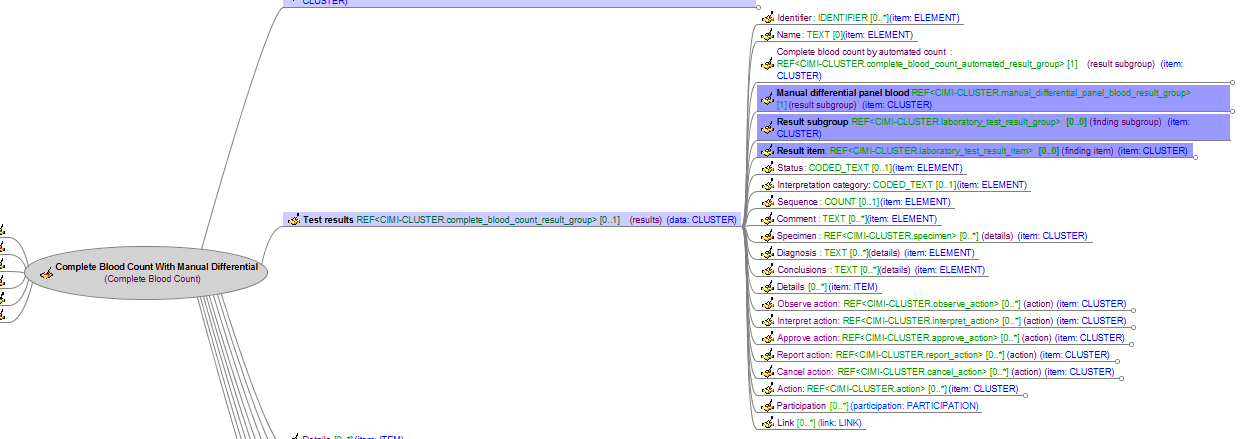 CLUSTER)
Identifier : IDENTIFIER [0..*](item: ELEMENT)
Name : TEXT [0](item: ELEMENT)
Complete blood count by automated count :
REF<CIMI-CLUSTER.complete_blood_count_automated_result_group> [1] (result subgroup) (item:
CLUSTER)
Manual differential panel blood REF<CIMI-CLUSTER.manual_differential_panel_blood_result_group>
[1] (result subgroup) (item: CLUSTER)
Result subgroup REF<CIMI-CLUSTER.laboratory_test_result_group> [0..0] (finding subgroup) (item:
CLUSTER)
Result item: REF<CIMI-CLUSTER.laboratory_test_result_item> [0..0] (finding item) (item: CLUSTER)
Status : CODED_TEXT [0..1](item: ELEMENT)
Interpretation category: CODED_TEXT [0..1](item: ELEMENT)
Sequence : COUNT [0..1](item: ELEMENT)
Test results REF<CIMI-CLUSTER.complete_blood_count_result_group> [0..1] (results) (data: CLUSTER)
Comment : TEXT [0..*](item: ELEMENT)
Specimen : REF<CIMI-CLUSTER.specimen> [0..*] (details) (item: CLUSTER)
Diagnosis : TEXT [0..*](details) (item: ELEMENT)
Complete Blood Count With Manual Differential
(Complete Blood Count)
Conclusions : TEXT [0..*](details) (item: ELEMENT)
Details [0..*] (item: ITEM)
Observe action: REF<CIMI-CLUSTER.observe_action> [0..*] (action) (item: CLUSTER)
Interpret action: REF<CIMI-CLUSTER.interpret_action> [0..*] (action) (item: CLUSTER)
Approve action: REF<CIMI-CLUSTER.approve_action> [0..*] (action) (item: CLUSTER)
Report action: REF<CIMI-CLUSTER.report_action> [0..*] (action) (item: CLUSTER)
Cancel action: REF<CIMI-CLUSTER.cancel_action> [0..*] (action) (item: CLUSTER)
Action: REF<CIMI-CLUSTER.action> [0..*] (item: CLUSTER)
Participation [0..*] (participation: PARTICIPATION)
Link [0..*] (link: LINK)
Details [0..*] (item: ITEM)